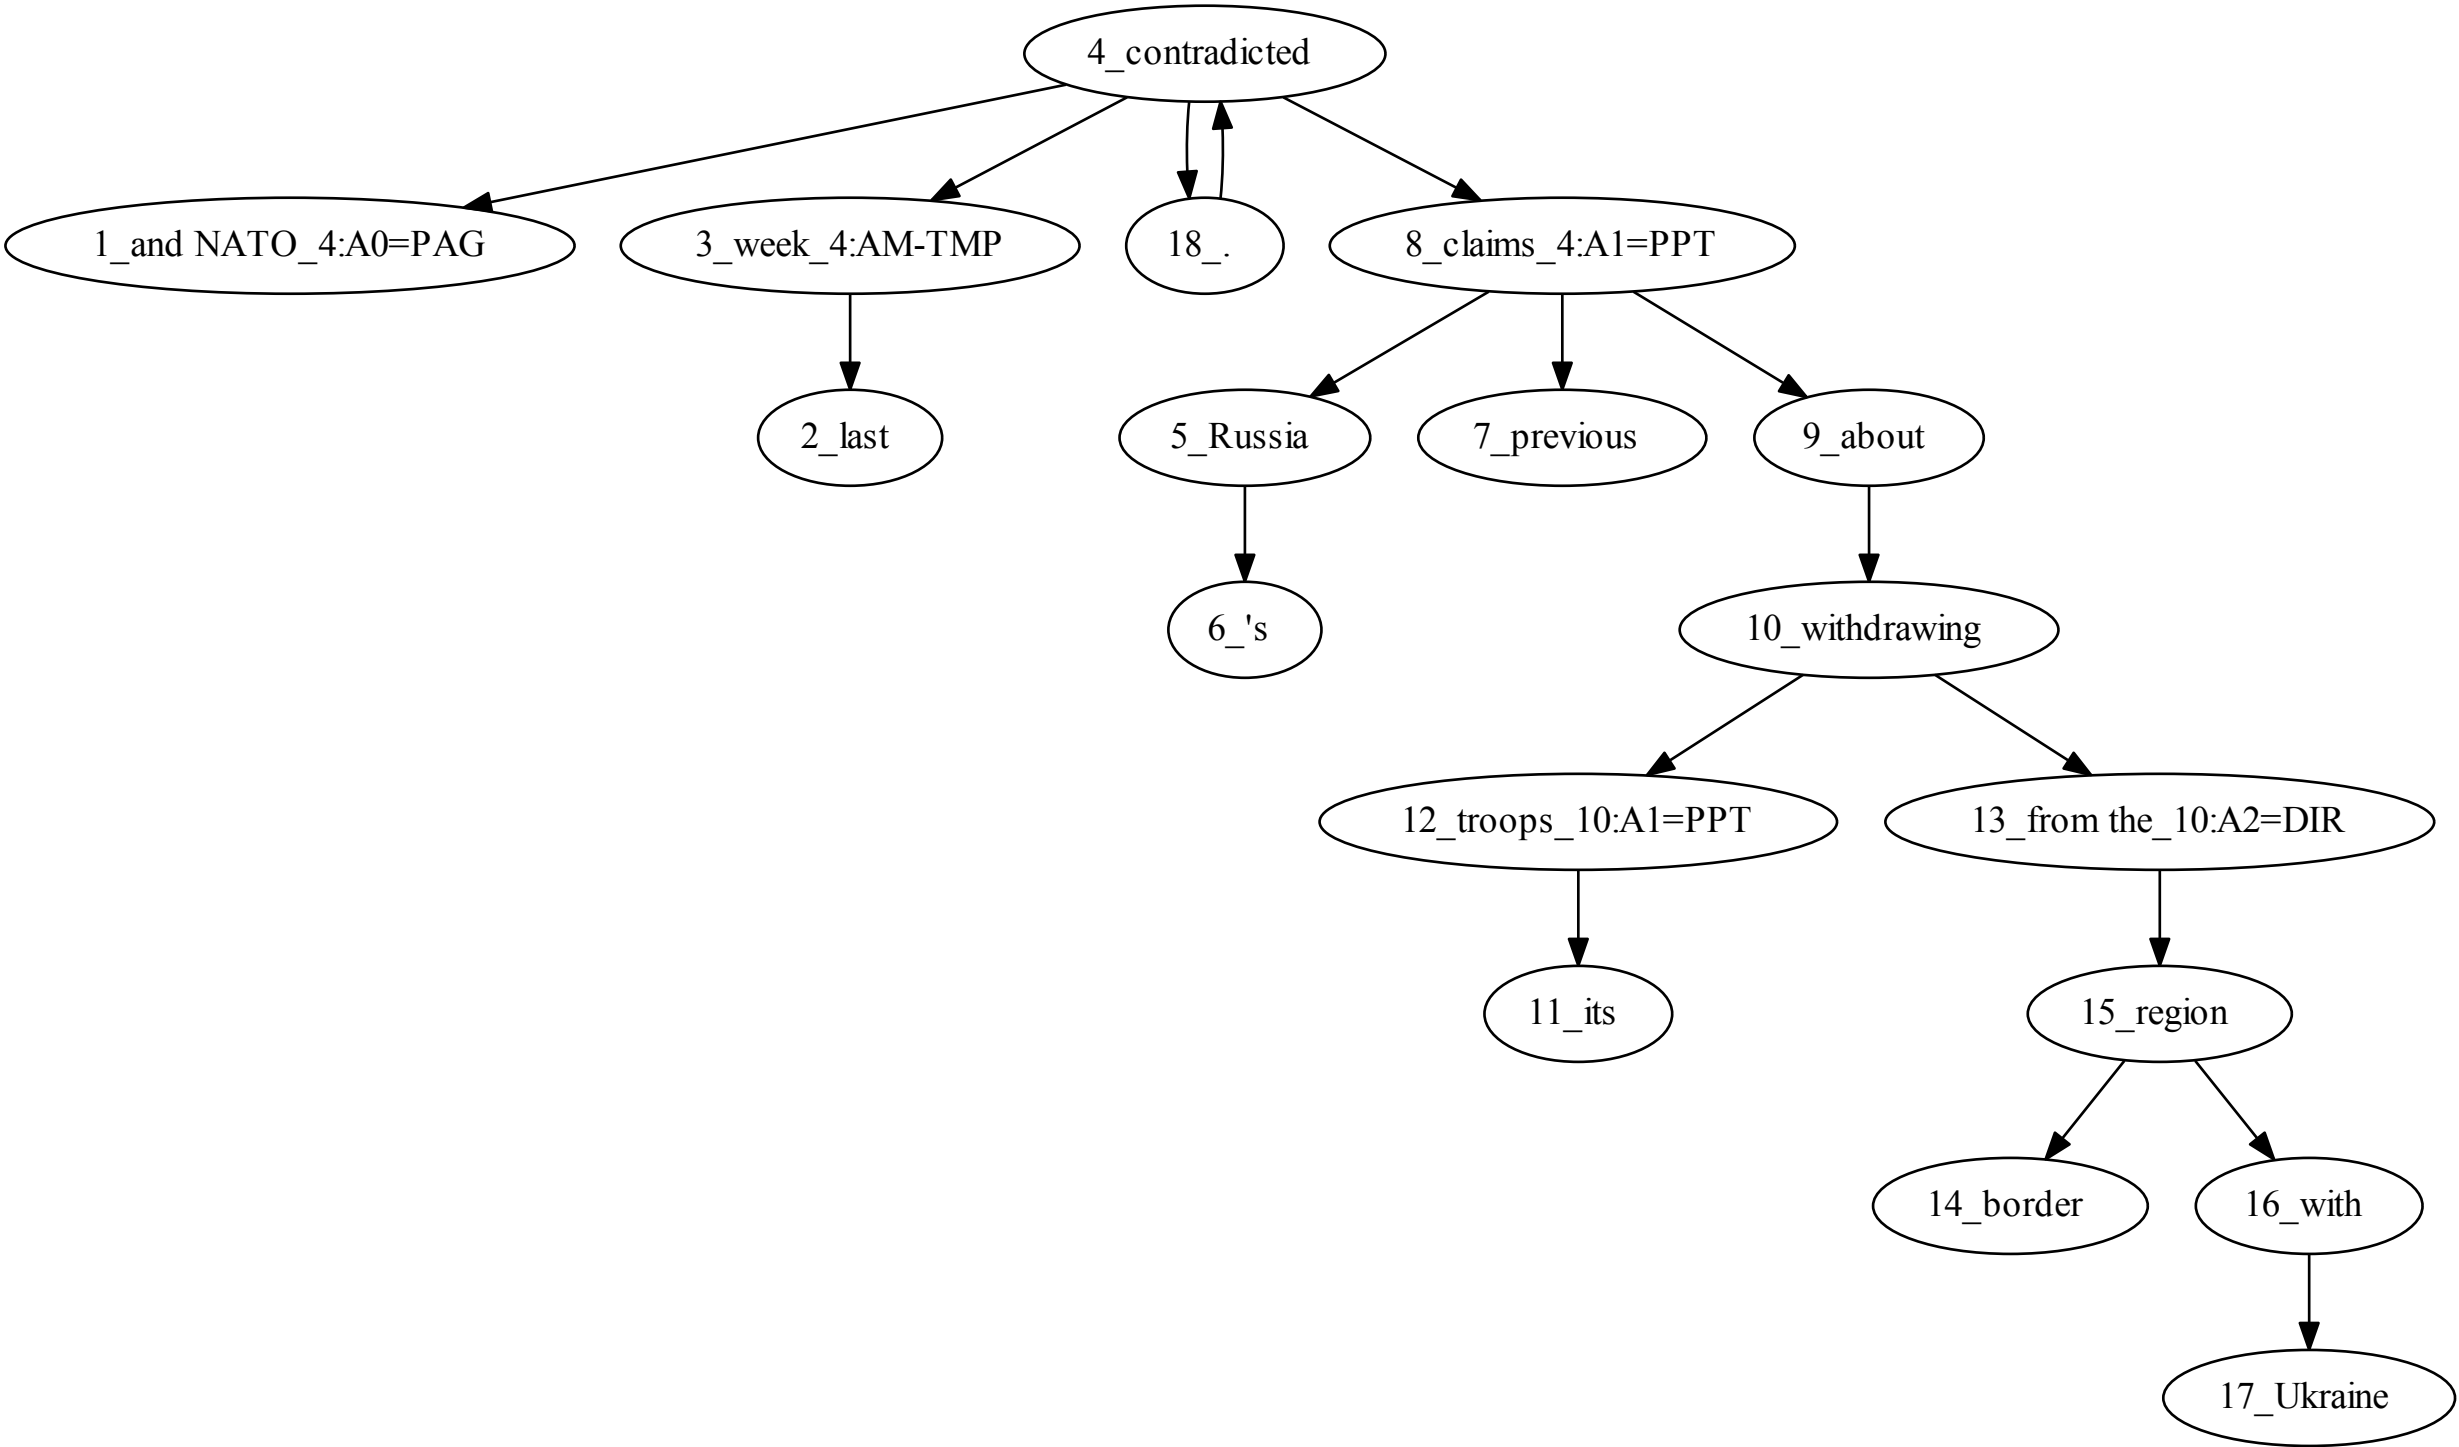 4_contradicted
1_and NATO_4:A0=PAG
3_week_4:AM-TMP
18_.
8_claims_4:A1=PPT
2_last
5_Russia
7_previous
9_about
6_'s
10_withdrawing
12_troops_10:A1=PPT
13_from the_10:A2=DIR
11_its
15_region
14_border
16_with
17_Ukraine